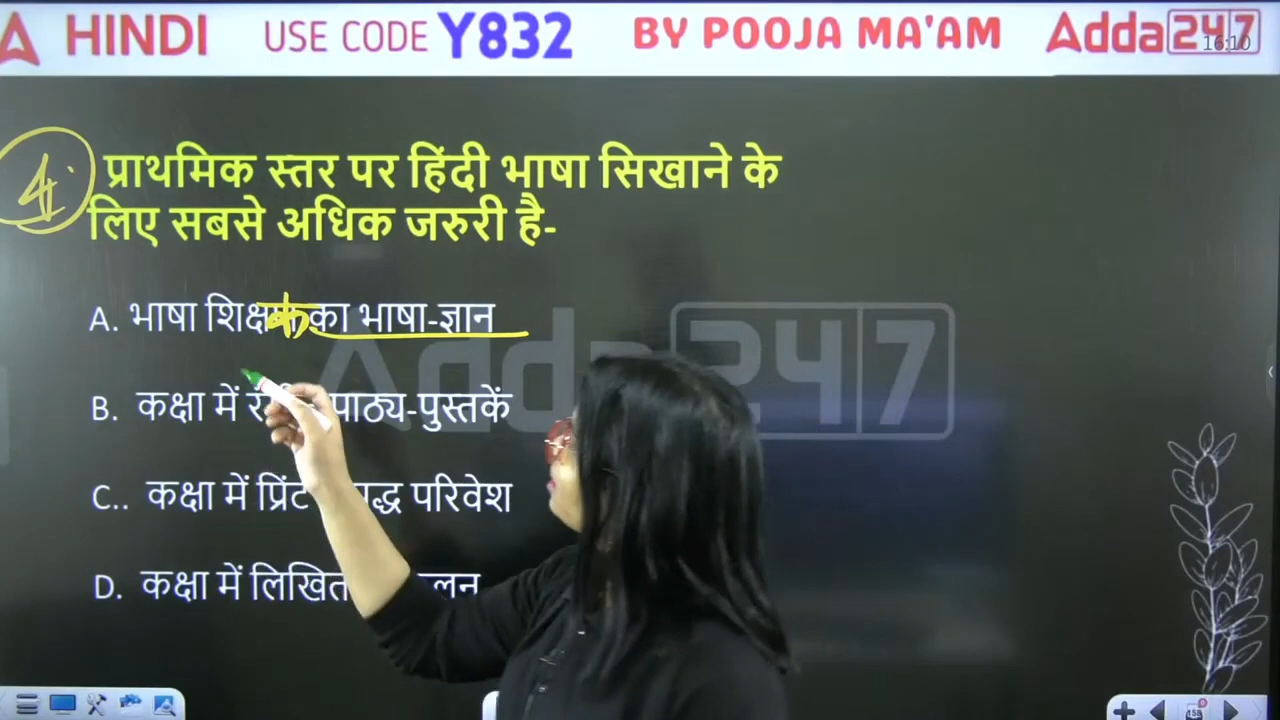 HINDI USE CODE Y832 BY POOJA MA'AM Adda247
16:10
4. प्राथमिक स्तर पर हिंदी भाषा सिखाने के
लिए सबसे अधिक जरुरी है-
A. भाषा शिक्षक का भाषा-ज्ञान
B. कक्षा में पाठ्य-पुस्तकें
C.. कक्षा में प्रिंट परिवेश
D. कक्षा में लिखित
Adda247